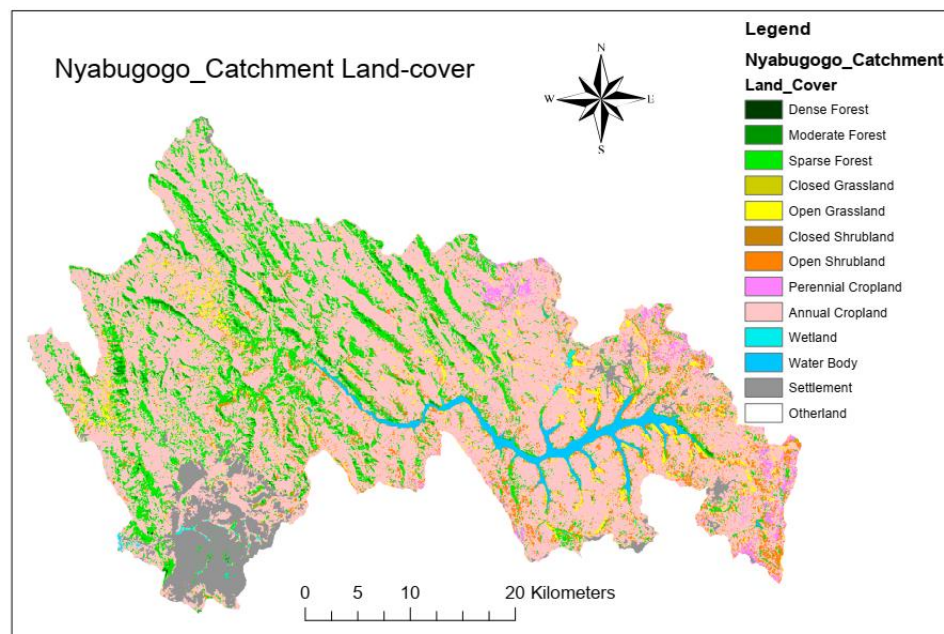 Nyabugogo_Catchment Land-cover
N
W
E
S
Legend
Nyabugogo_Catchment
Land_Cover
Dense Forest
Moderate Forest
Sparse Forest
Closed Grassland
Open Grassland
Closed Shrubland
Open Shrubland
Perennial Cropland
Annual Cropland
Wetland
Water Body
Settlement
Otherland
0 5 10 20 Kilometers